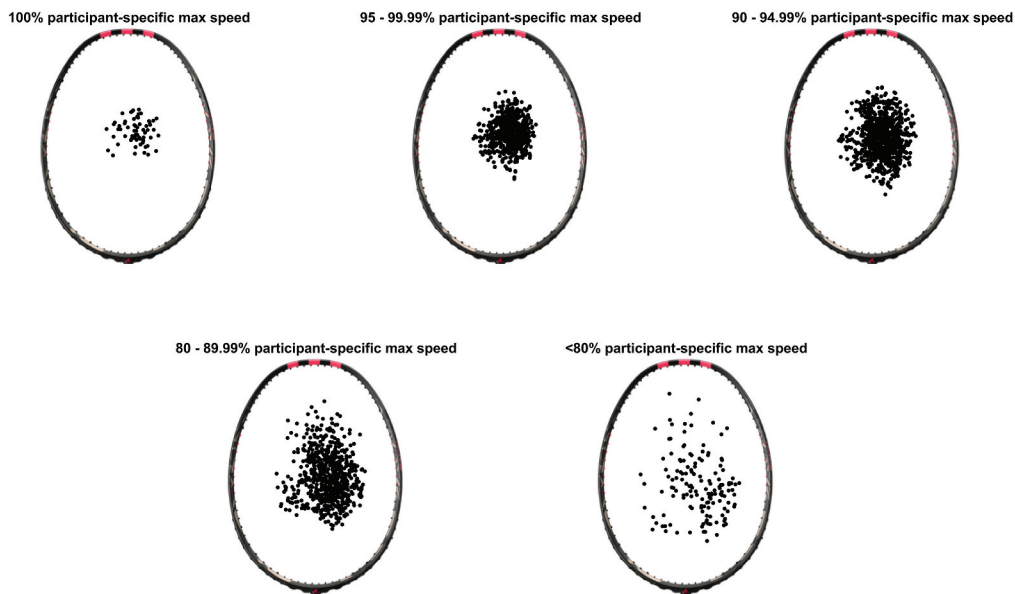 100% participant-specific max speed
95 - 99.99% participant-specific max speed
90 - 94.99% participant-specific max speed
80 - 89.99% participant-specific max speed
<80% participant-specific max speed